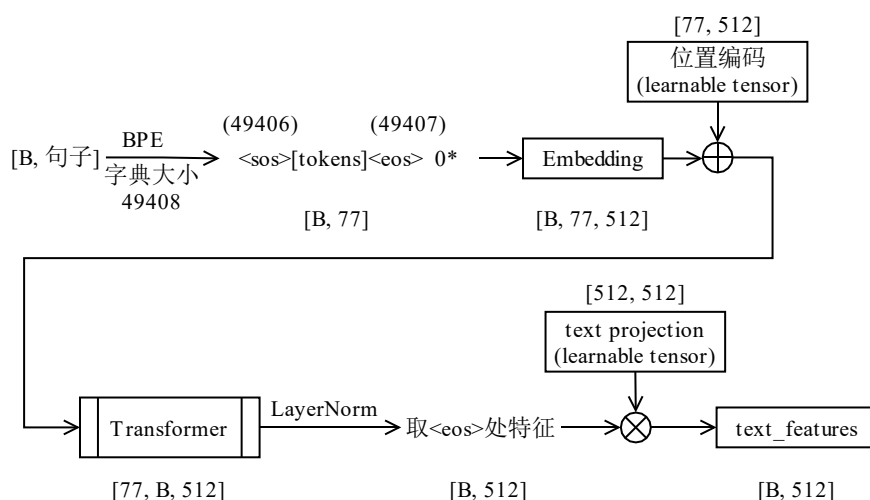 [77, 512]
位置编码
(learnable tensor)
(49406)
(49407)
[B, 句子]
BPE
字典大小
49408
<sos>[tokens]<eos> 0*
Embedding
[B, 77]
[B, 77, 512]
[512, 512]
text projection
(learnable tensor)
Transformer
LayerNorm
取<eos>处特征
text_features
[77, B, 512]
[B, 512]
[B, 512]